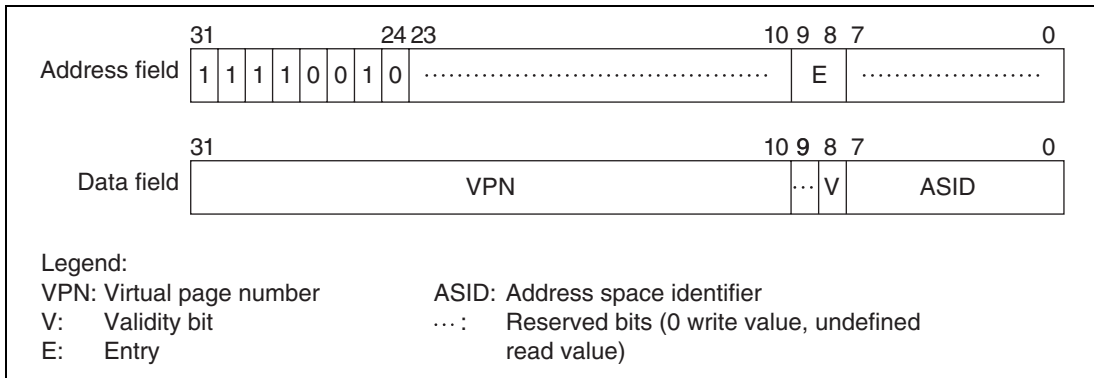 31 24 23 10 9 8 7 0
Address field 1 1 1 1 0 0 1 0 ⋯ E ⋯
31 10 9 8 7 0
Data field VPN ⋯ V ASID
Legend:
VPN: Virtual page number ASID: Address space identifier
V: Validity bit ⋯ : Reserved bits (0 write value, undefined
E: Entry read value)